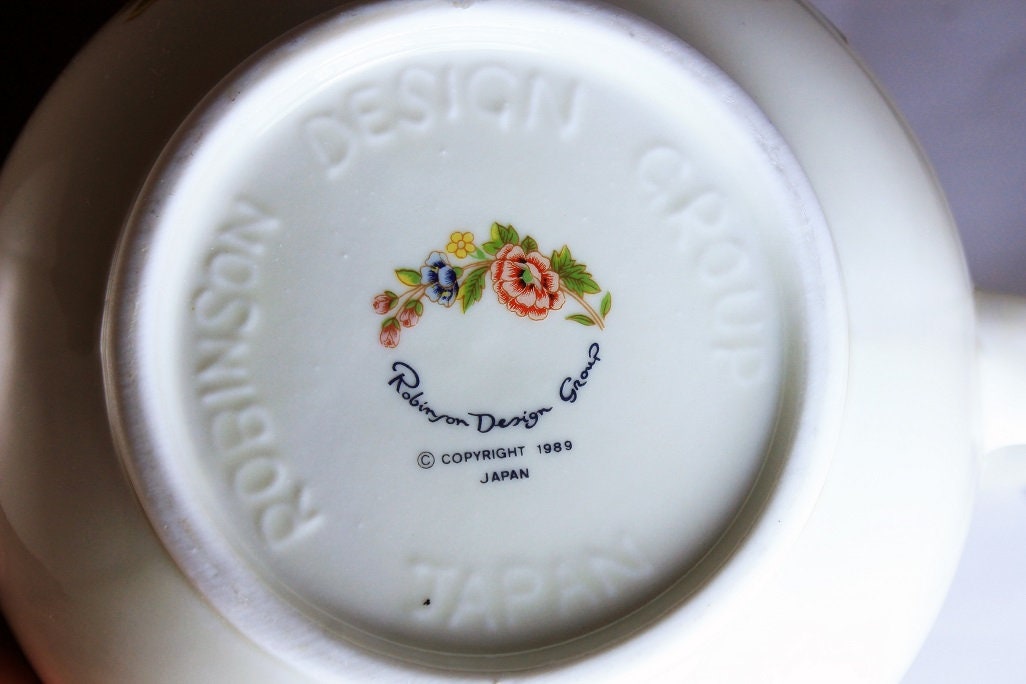 ROBINSON DESIGN GROUP
JAPAN
Robinson Design Group
© COPYRIGHT 1989
JAPAN